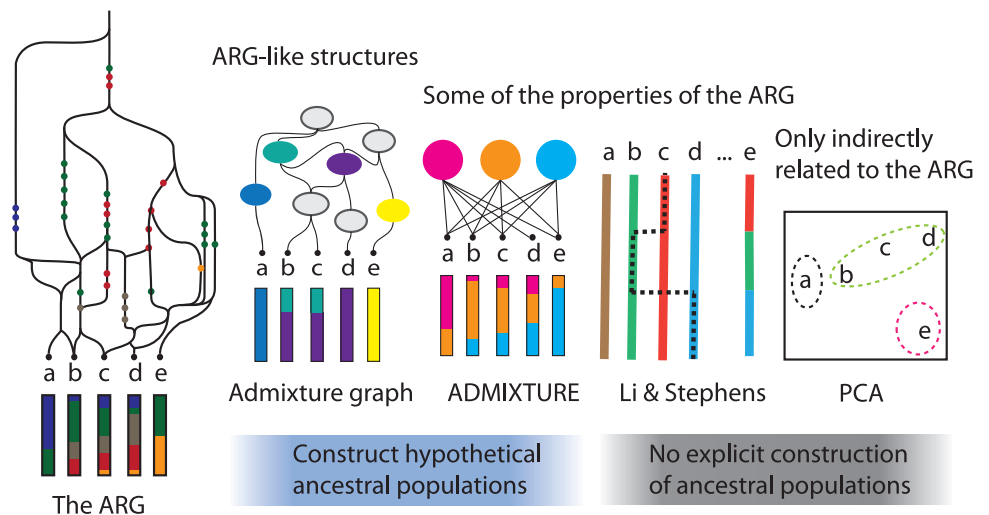 ARG-like structures
Some of the properties of the ARG
Only indirectly
related to the ARG
a b c d e
The ARG
a b c d e
Admixture graph
a b c d e
ADMIXTURE
a b c d ... e
Li & Stephens
a b c d e
PCA
Construct hypothetical
ancestral populations
No explicit construction
of ancestral populations